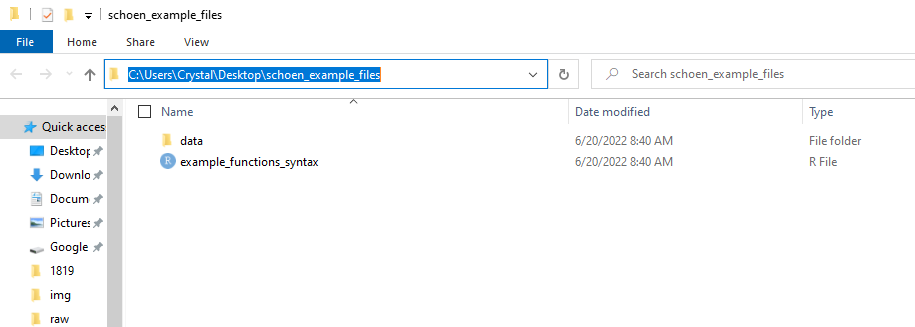 schoen_example_files
File Home Share View
C:\Users\Crystal\Desktop\schoen_example_files
Search schoen_example_files
Name Date modified Type
Quick acces
data 6/20/2022 8:40 AM File folder
Desktop
R example_functions_syntax 6/20/2022 8:40 AM R File
Downlo
Docum
Pictures
Google
1819
img
raw